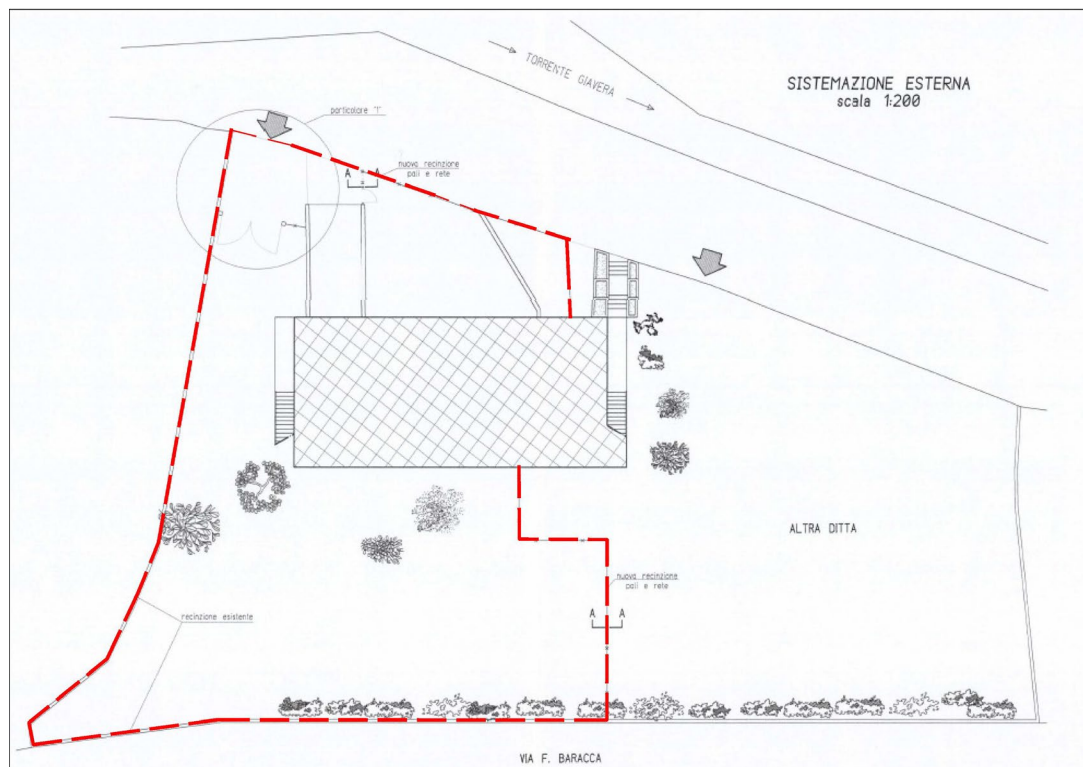 SISTEMAZIONE ESTERNA
scala 1:200
TORRENTE GIAVERA
particolare "1"
nuova recinzione
pali e rete
A A
ALTRA DITTA
nuova recinzione
pali e rete
A A
recinzione esistente
VIA F. BARACCA